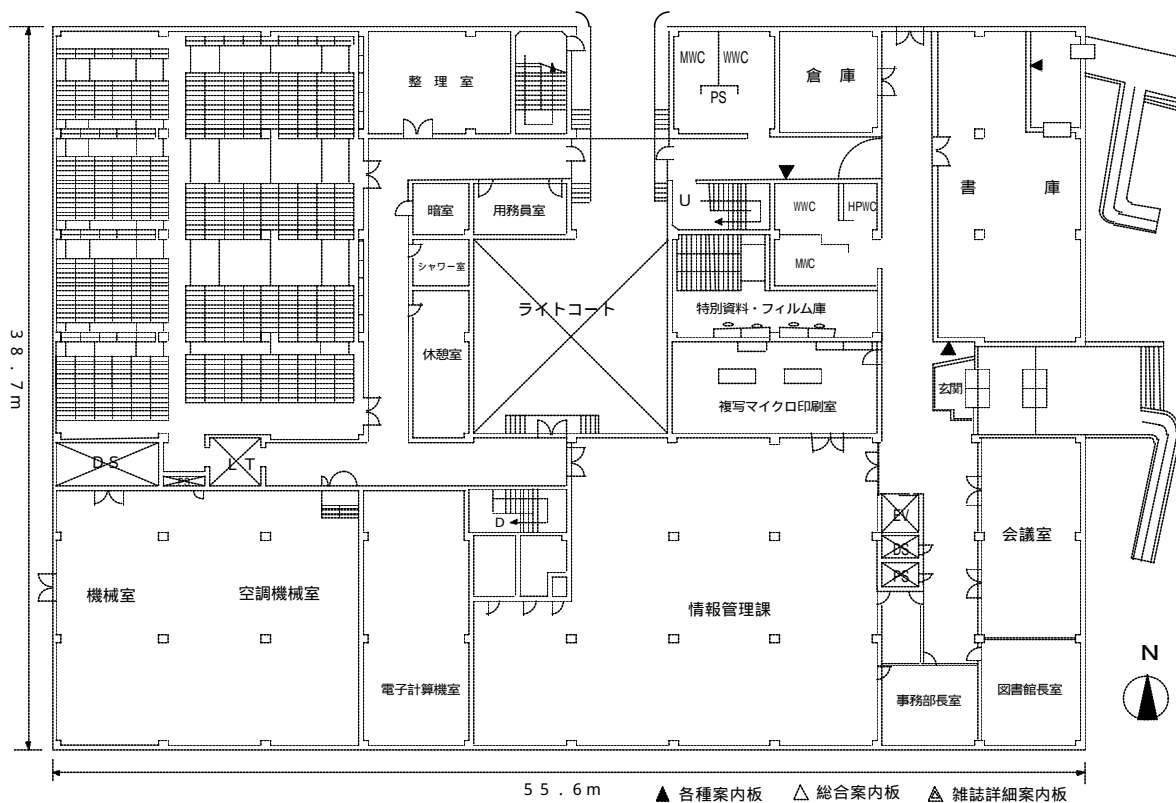 MWC
WWC
PS
整理室
倉庫
書庫
暗室
用務員室
U
WWC
HPWC
MWC
シャワー室
ライトコート
特別資料・フィルム庫
38.7m
休憩室
玄関
複写マイクロ印刷室
DS
LT
D
EV
DS
PS
会議室
機械室
空調機械室
情報管理課
N
電子計算機室
事務部長室
図書館長室
55.6m
▲ 各種案内板 △ 総合案内板 雑誌詳細案内板